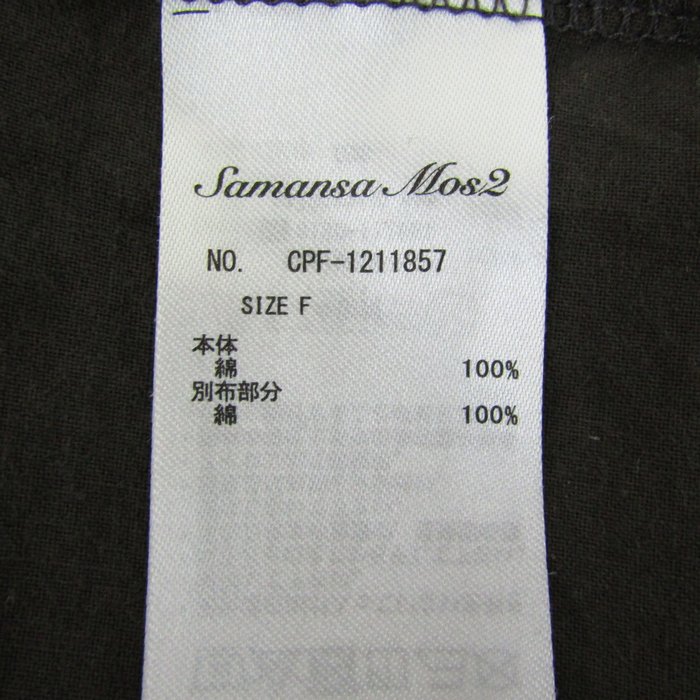 Samansa Mos2
NO. CPF-1211857
SIZE F
本体
綿 100%
別布部分
綿 100%